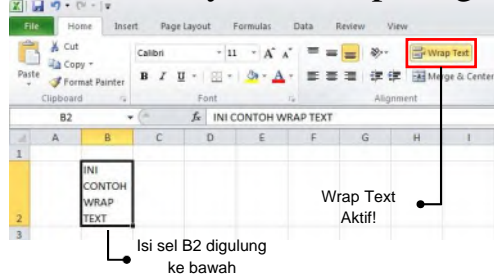 File Home Insert Page Layout Formulas Data Review View
Cut
Copy
Format Painter
Paste
Calibri 11 A A
B I U A
Wrap Text
Merge & Center
Clipboard Font Alignment
B2 fx INI CONTOH WRAP TEXT
A B C D E F G H I
1
INI
CONTOH
WRAP
2 TEXT
3
Wrap Text
Aktif!
Isi sel B2 digulung
ke bawah